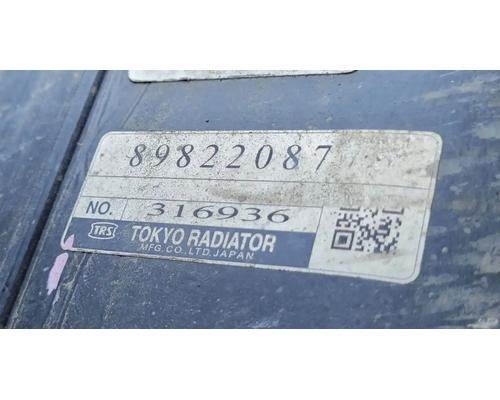 89822087
NO. 316936
TRS TOKYO RADIATOR
MFG.CO.,LTD.JAPAN